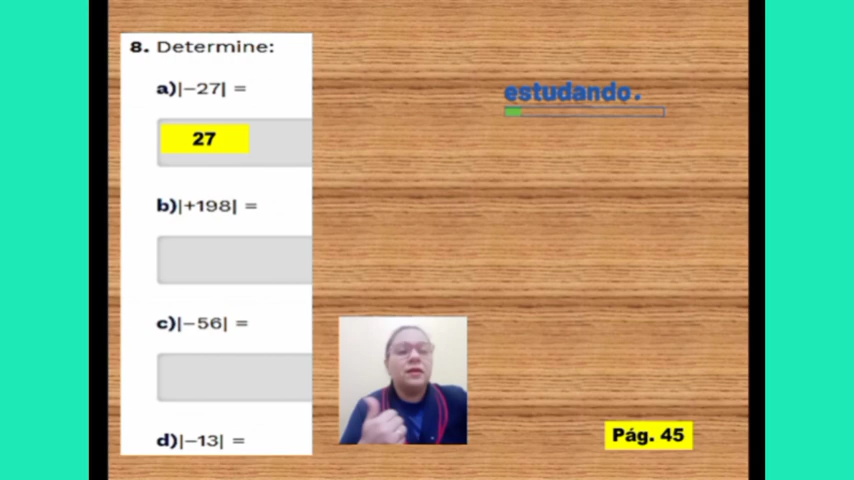 8. Determine:
a)|−27| =
27
b)|+198| =
c)|−56| =
d)|−13| =
estudando.
Pág. 45